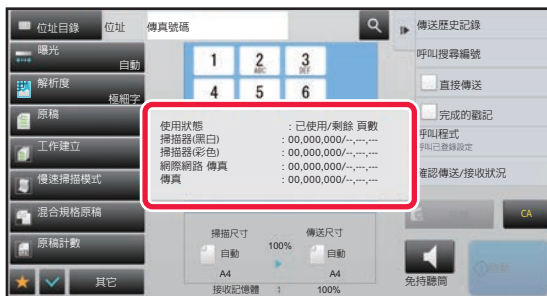 位址目錄
位址
傳真號碼
傳送歷史記錄
曝光
自動
呼叫搜尋編號
解析度
極細字
直接傳送
原稿
完成的戳記
工作建立
呼叫程式
呼叫已登錄設定
慢速掃描模式
確認傳送/接收狀況
混合規格原稿
原稿計數
其它
1
2
ABC
3
DEF
4
5
6
使用狀態 : 已使用/剩餘 頁數
掃描器(黑白) : 00,000,000/--,---,---
掃描器(彩色) : 00,000,000/--,---,---
網際網路 傳真 : 00,000,000/--,---,---
傳真 : 00,000,000/--,---,---
掃描尺寸
傳送尺寸
自動
100%
自動
A4
A4
接收記憶體 : 100%
CA
免持聽筒